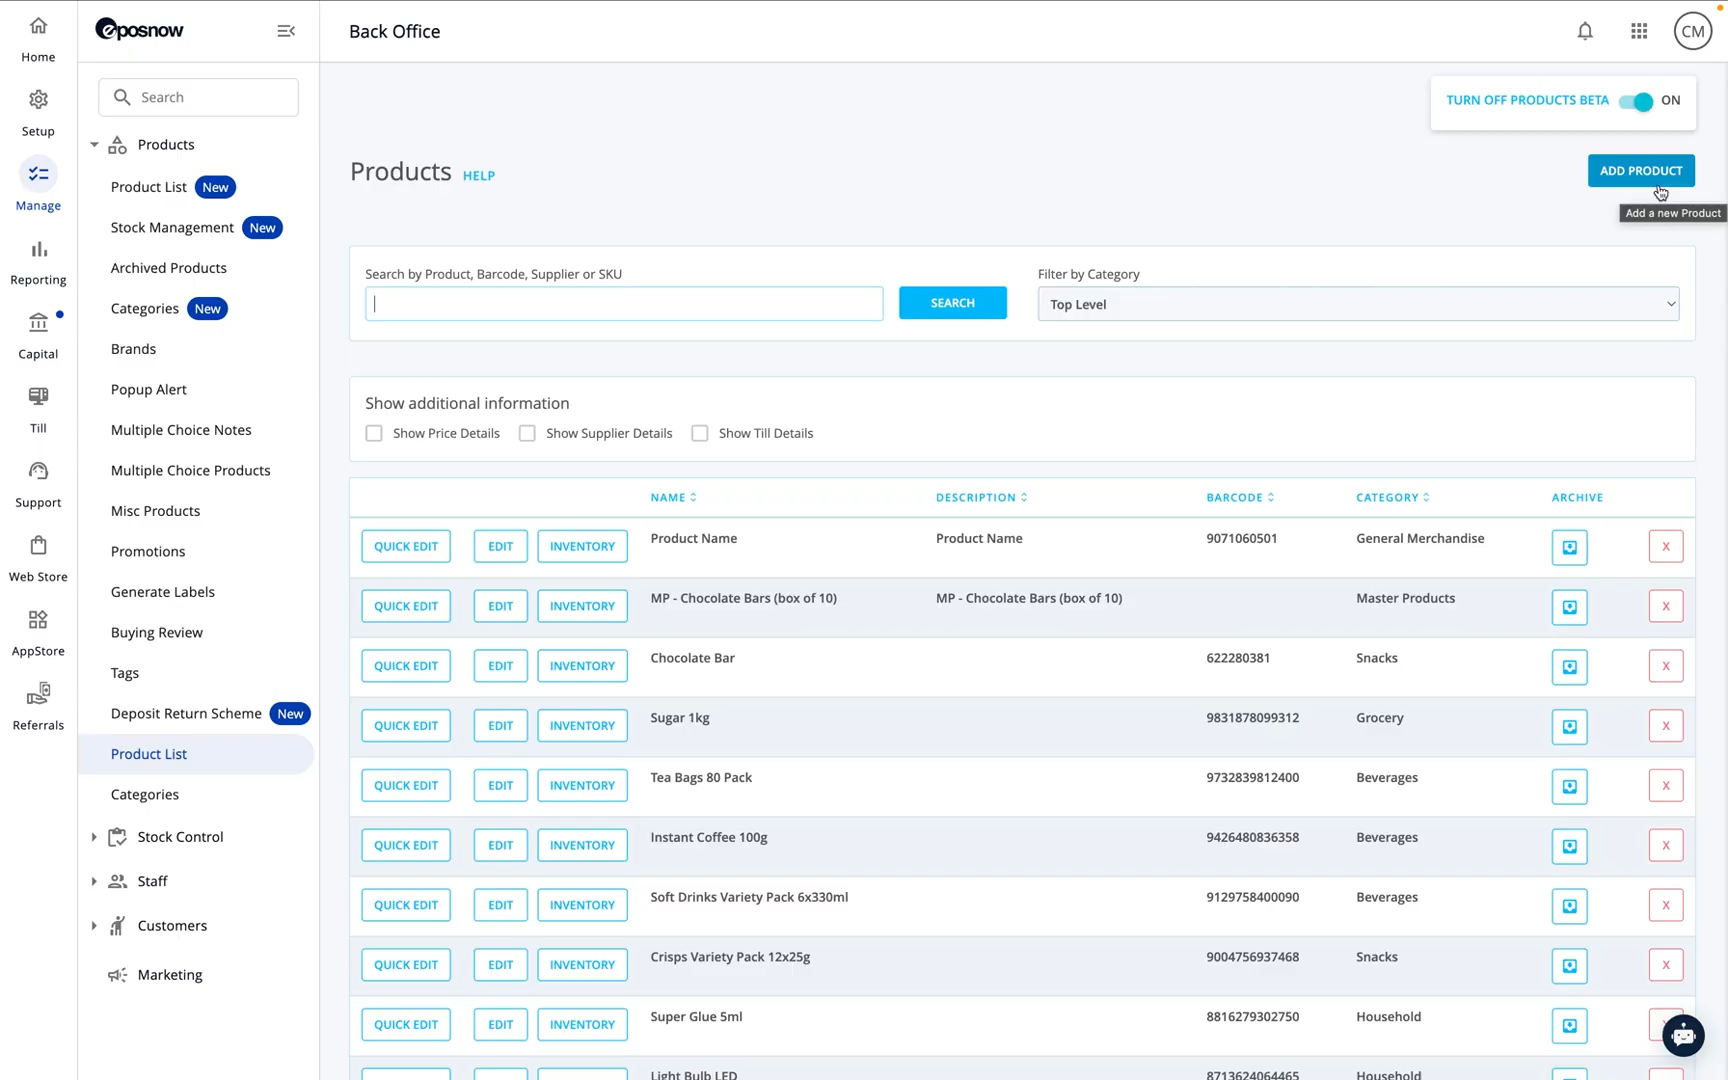 Home
Setup
Manage
Reporting
Capital
Till
Support
Web Store
AppStore
Referrals
eposnow
Search
Products
Product List New
Stock Management New
Archived Products
Categories New
Brands
Popup Alert
Multiple Choice Notes
Multiple Choice Products
Misc Products
Promotions
Generate Labels
Buying Review
Tags
Deposit Return Scheme New
Product List
Categories
Stock Control
Staff
Customers
Marketing
Back Office
CM
TURN OFF PRODUCTS BETA ON
Products HELP
ADD PRODUCT
Add a new Product
Search by Product, Barcode, Supplier or SKU
SEARCH
Filter by Category
Top Level
Show additional information
Show Price Details Show Supplier Details Show Till Details
NAME DESCRIPTION BARCODE CATEGORY ARCHIVE
QUICK EDIT EDIT INVENTORY Product Name Product Name 9071060501 General Merchandise X
QUICK EDIT EDIT INVENTORY MP - Chocolate Bars (box of 10) MP - Chocolate Bars (box of 10) Master Products X
QUICK EDIT EDIT INVENTORY Chocolate Bar 622280381 Snacks X
QUICK EDIT EDIT INVENTORY Sugar 1kg 9831878099312 Grocery X
QUICK EDIT EDIT INVENTORY Tea Bags 80 Pack 9732839812400 Beverages X
QUICK EDIT EDIT INVENTORY Instant Coffee 100g 9426480836358 Beverages X
QUICK EDIT EDIT INVENTORY Soft Drinks Variety Pack 6x330ml 9129758400090 Beverages X
QUICK EDIT EDIT INVENTORY Crisps Variety Pack 12x25g 9004756937468 Snacks X
QUICK EDIT EDIT INVENTORY Super Glue 5ml 8816279302750 Household
Light Bulb LED 8713624064465 Household